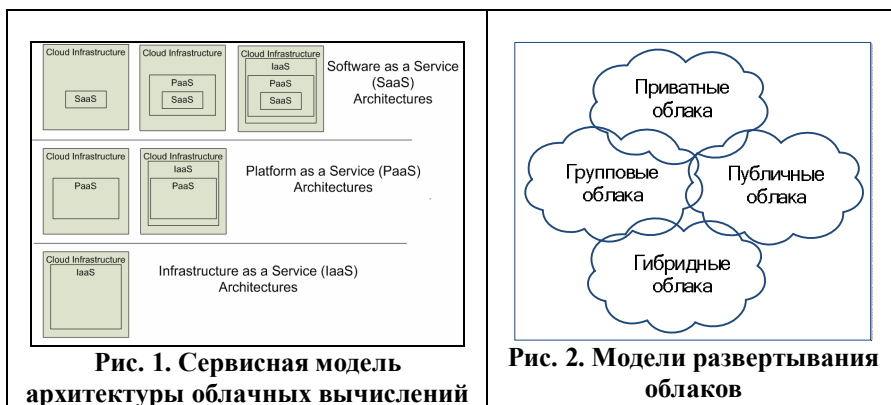 Cloud Infrastructure
SaaS
Cloud Infrastructure
PaaS
SaaS
Cloud Infrastructure
IaaS
PaaS
SaaS
Software as a Service
(SaaS)
Architectures
Cloud Infrastructure
PaaS
Cloud Infrastructure
IaaS
PaaS
Platform as a Service (PaaS)
Architectures
Cloud Infrastructure
IaaS
Infrastructure as a Service (IaaS)
Architectures
Рис. 1. Сервисная модель
архитектуры облачных вычислений
Приватные
облака
Групповые
облака
Публичные
облака
Гибридные
облака
Рис. 2. Модели развертывания
облаков